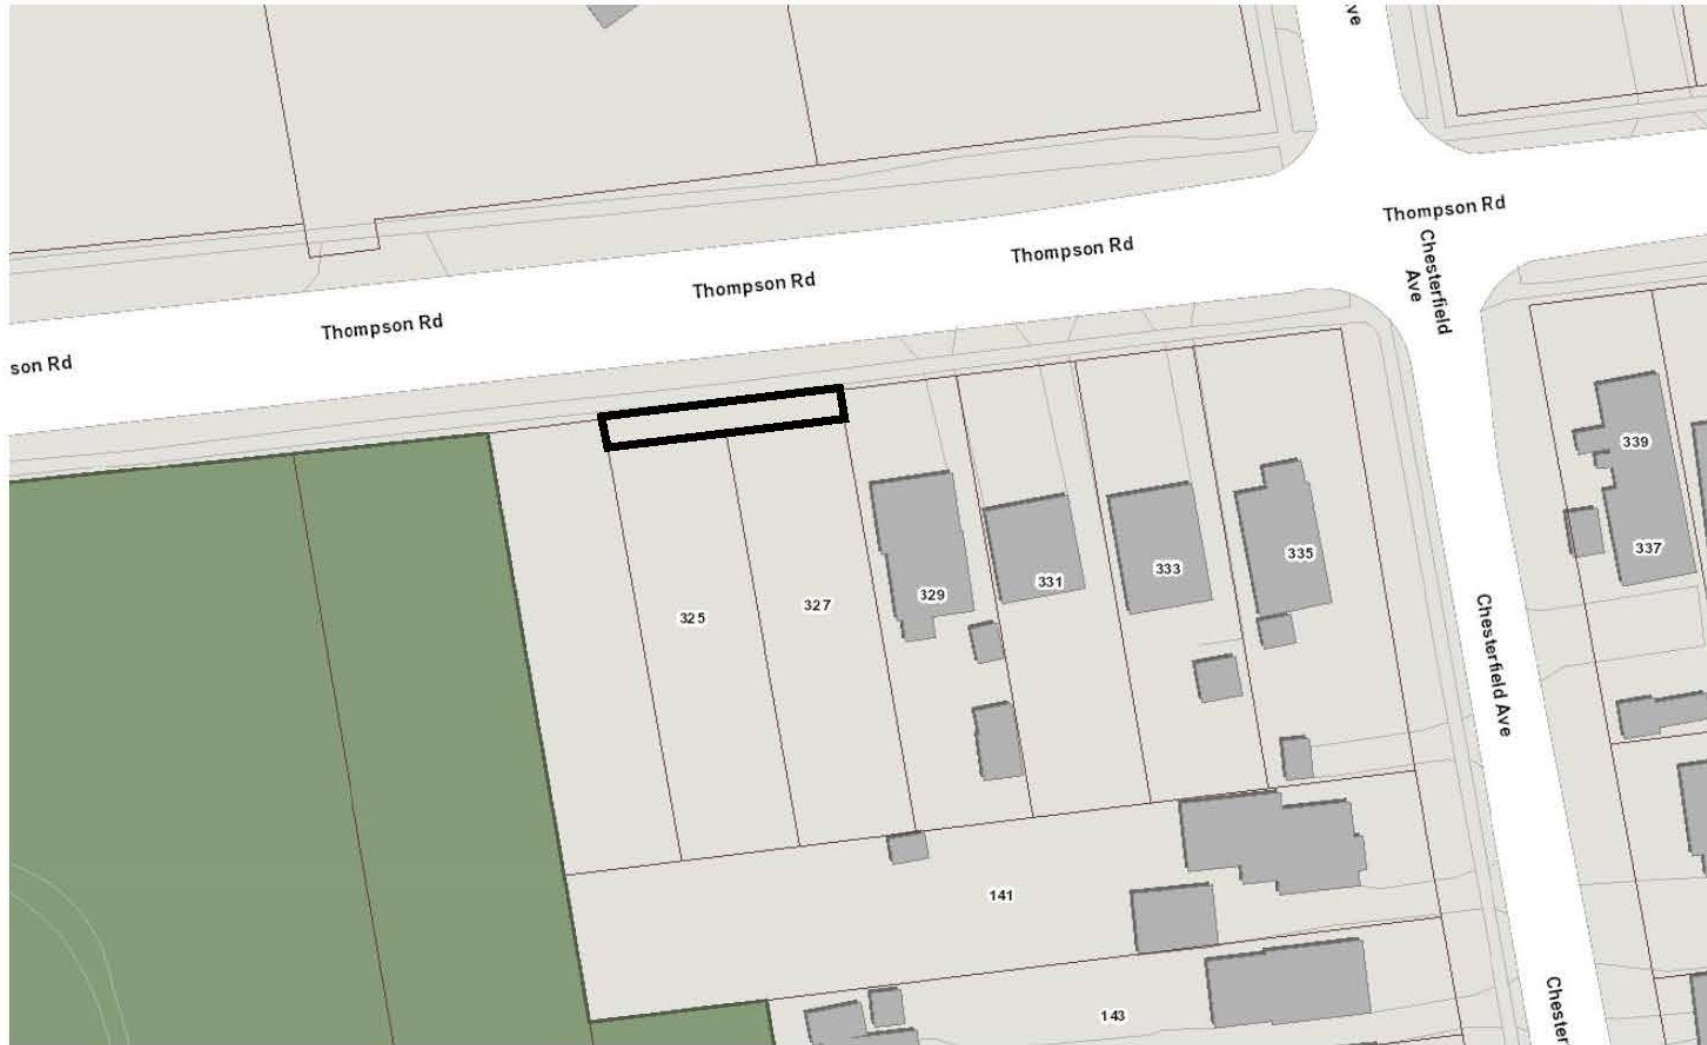 ve
Thompson Rd
Thompson Rd
Thompson Rd
Thompson Rd
son Rd
Chesterfield
Ave
339
337
335
333
331
329
327
325
Chesterfield Ave
141
143
Chester